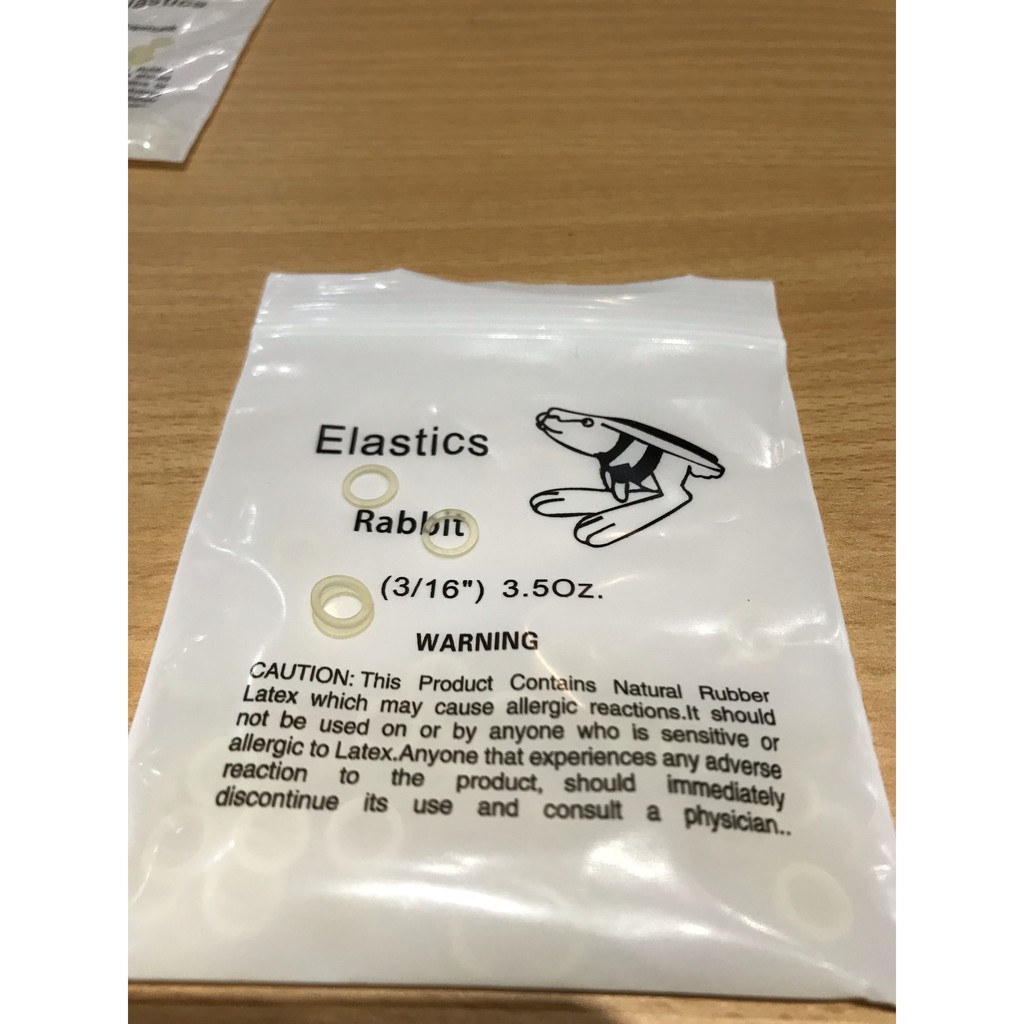 Elastics
Rabbit
(3/16") 3.5Oz.
WARNING
CAUTION: This Product Contains Natural Rubber
Latex which may cause allergic reactions.It should
not be used on or by anyone who is sensitive or
allergic to Latex.Anyone that experiences any adverse
reaction to the product, should immediately
discontinue its use and consult a physician..